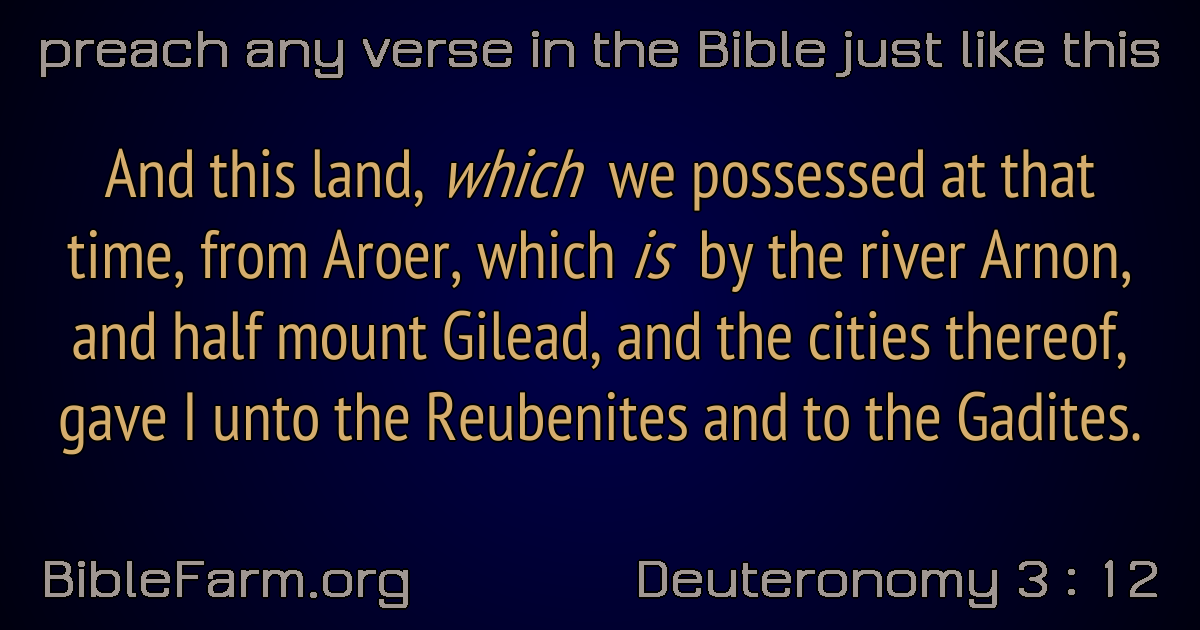 preach any verse in the Bible just like this
And this land, which we possessed at that
time, from Aroer, which is by the river Arnon,
and half mount Gilead, and the cities thereof,
gave I unto the Reubenites and to the Gadites.
BibleFarm.org
Deuteronomy 3 : 12